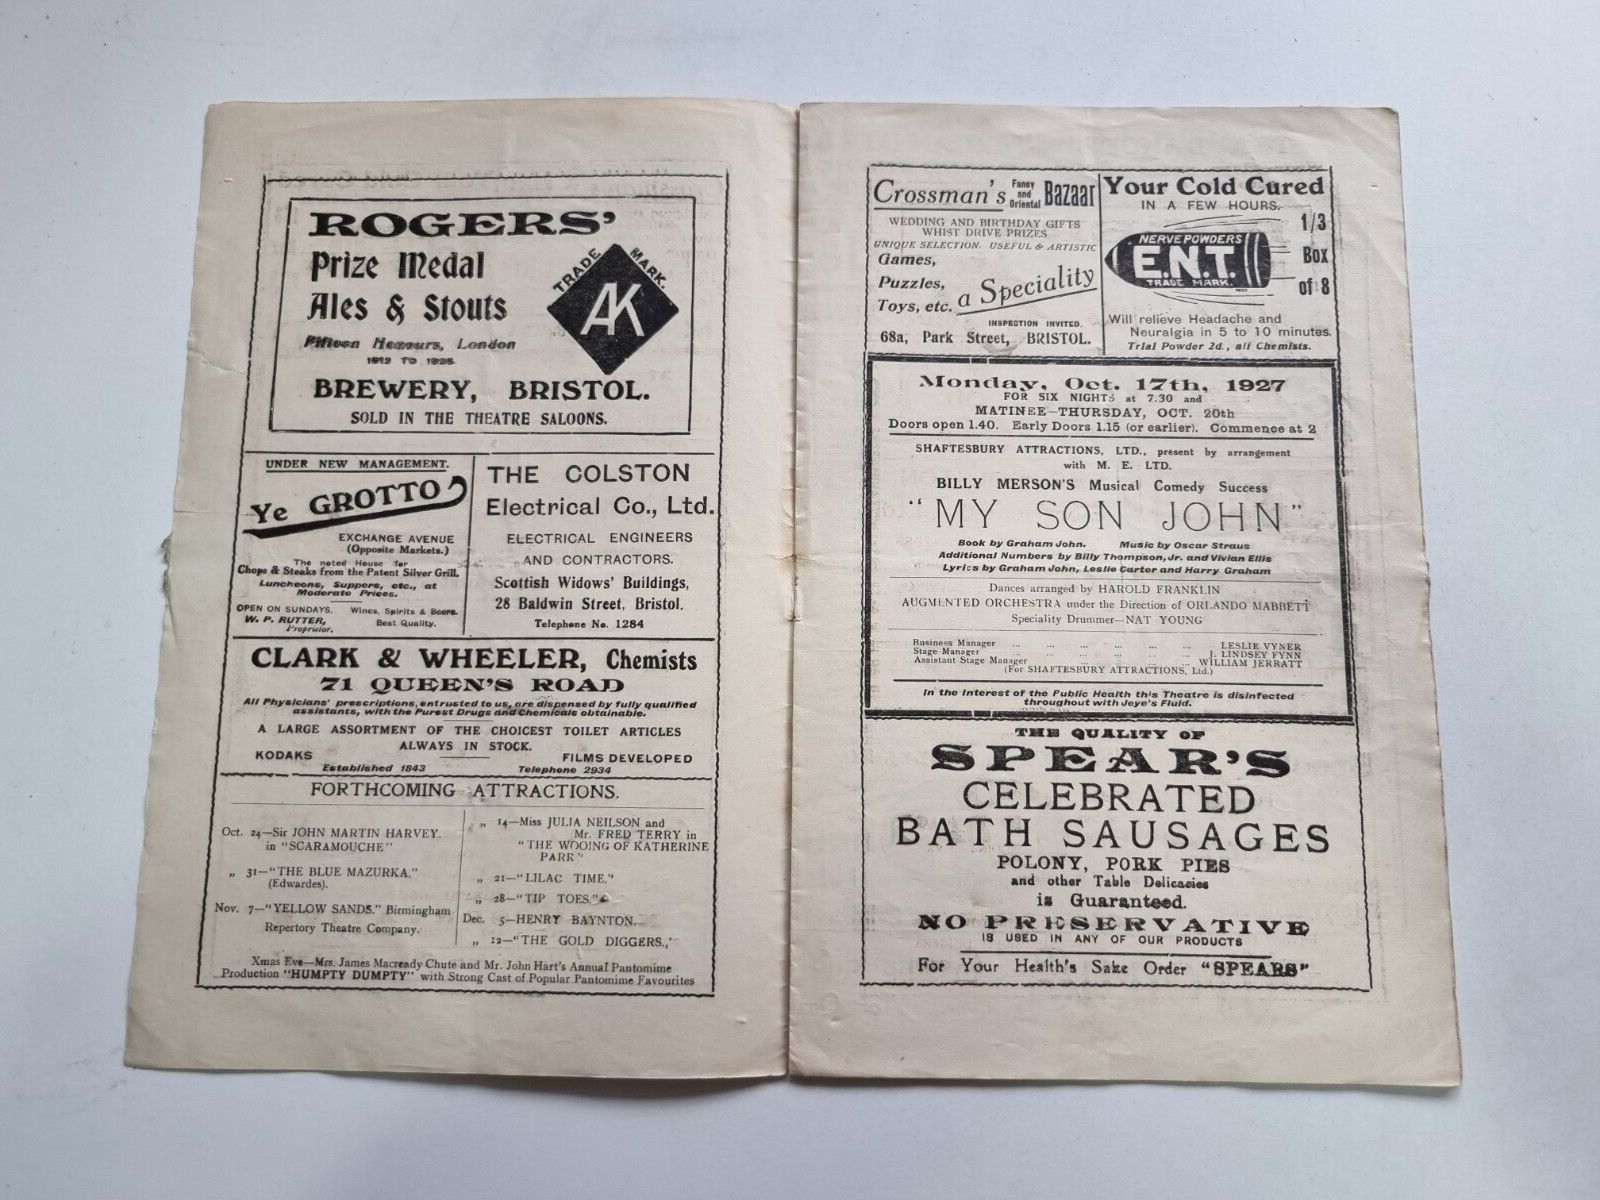 ROGERS'
Prize Medal
Ales & Stouts
TRADE MARK.
AK
Fifteen Honours, London
1912 TO
BREWERY, BRISTOL.
SOLD IN THE THEATRE SALOONS.
UNDER NEW MANAGEMENT.
Ye GROTTO
EXCHANGE AVENUE
(Opposite Markets.)
The noted House for
Chops & Steaks from the Patent Silver Grill.
Luncheons, Suppers, etc., at
Moderate Prices.
OPEN ON SUNDAYS. Wines, Spirits & Beers.
W. P. RUTTER, Best Quality.
Proprietor.
THE COLSTON
Electrical Co., Ltd.
ELECTRICAL ENGINEERS
AND CONTRACTORS.
Scottish Widows' Buildings,
28 Baldwin Street, Bristol.
Telephone No. 1284
CLARK & WHEELER, Chemists
71 QUEEN'S ROAD
All Physicians' prescriptions, entrusted to us, are dispensed by fully qualified
assistants, with the Purest Drugs and Chemicals obtainable.
A LARGE ASSORTMENT OF THE CHOICEST TOILET ARTICLES
ALWAYS IN STOCK.
KODAKS FILMS DEVELOPED
Established 1843 Telephone 2934
FORTHCOMING ATTRACTIONS.
Oct. 24—Sir JOHN MARTIN HARVEY.
in "SCARAMOUCHE"
„ 31—"THE BLUE MAZURKA."
(Edwardes).
Nov. 7—"YELLOW SANDS." Birmingham
Repertory Theatre Company.
„ 14—Miss JULIA NEILSON and
Mr. FRED TERRY in
"THE WOOING OF KATHERINE
PARR"
„ 21—"LILAC TIME."
„ 28—"TIP TOES."
Dec. 5—HENRY BAYNTON.
„ 12—"THE GOLD DIGGERS.,'
Xmas Eve—Mrs. James Macready Chute and Mr. John Hart's Annual Pantomime
Production "HUMPTY DUMPTY" with Strong Cast of Popular Pantomime Favourites
Crossman's Fancy and Oriental Bazaar
WEDDING AND BIRTHDAY GIFTS
WHIST DRIVE PRIZES
UNIQUE SELECTION. USEFUL & ARTISTIC
Games,
Puzzles,
Toys, etc. a Speciality
INSPECTION INVITED.
68a, Park Street, BRISTOL.
Your Cold Cured
IN A FEW HOURS.
NERVE POWDERS
E.N.T.
TRADE MARK.
1/3
Box
of 8
Will relieve Headache and
Neuralgia in 5 to 10 minutes.
Trial Powder 2d., all Chemists.
Monday, Oct. 17th, 1927
FOR SIX NIGHTS at 7.30 and
MATINEE—THURSDAY, OCT. 20th
Doors open 1.40. Early Doors 1.15 (or earlier). Commence at 2
SHAFTESBURY ATTRACTIONS, LTD., present by arrangement
with M. E. LTD.
BILLY MERSON'S Musical Comedy Success
"MY SON JOHN"
Book by Graham John. Music by Oscar Straus
Additional Numbers by Billy Thompson, Jr. and Vivian Ellis
Lyrics by Graham John, Leslie Carter and Harry Graham
Dances arranged by HAROLD FRANKLIN
AUGMENTED ORCHESTRA under the Direction of ORLANDO MABBETT
Speciality Drummer—NAT YOUNG
Business Manager ... ... ... ... ... ... LESLIE VYNER
Stage Manager ... ... ... ... ... ... J. LINDSEY FYNN
Assistant Stage Manager ... ... ... ... ... WILLIAM JERRATT
(For SHAFTESBURY ATTRACTIONS, Ltd.)
In the Interest of the Public Health this Theatre is disinfected
throughout with Jeye's Fluid.
THE QUALITY OF
SPEAR'S
CELEBRATED
BATH SAUSAGES
POLONY, PORK PIES
and other Table Delicacies
is Guaranteed.
NO PRESERVATIVE
IS USED IN ANY OF OUR PRODUCTS
For Your Health's Sake Order "SPEARS"